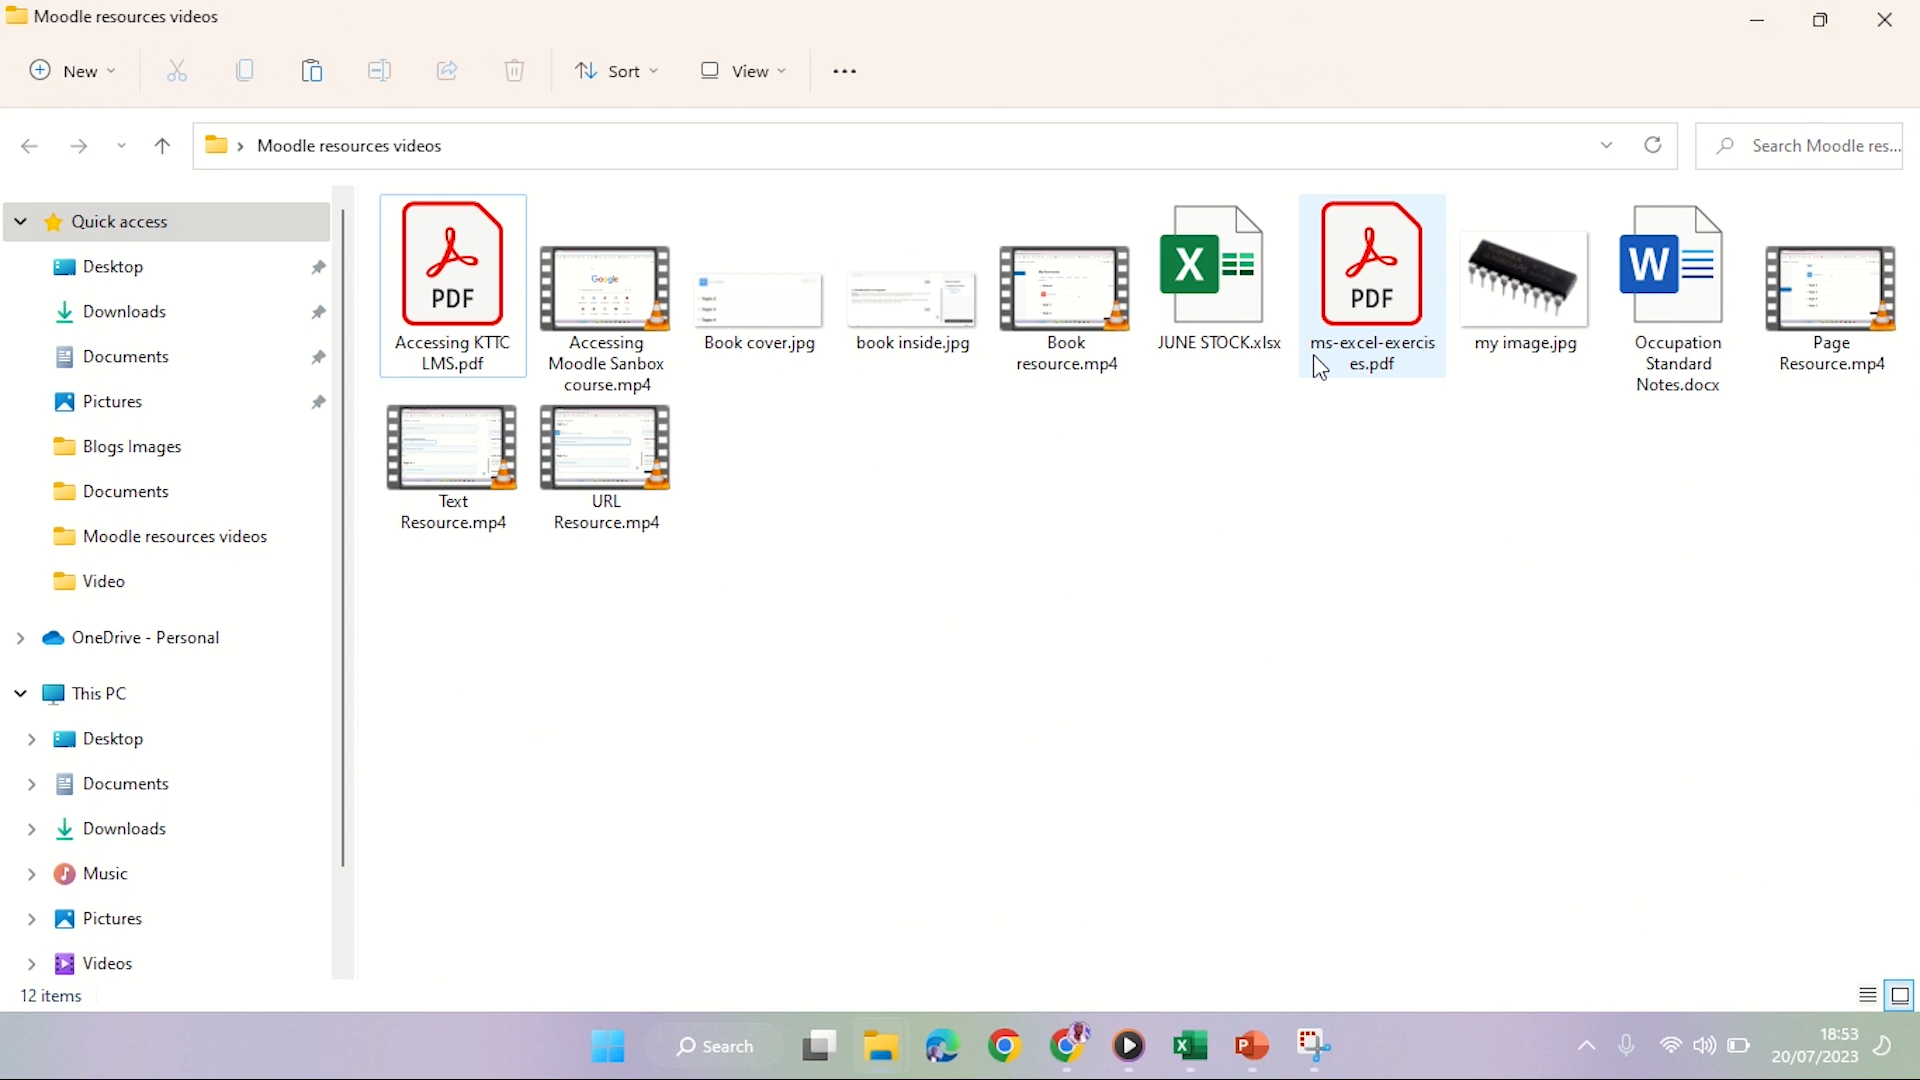 Moodle resources videos
New
Sort
View
Moodle resources videos
Search Moodle res...
Quick access
Desktop
Downloads
Documents
Pictures
Blogs Images
Documents
Moodle resources videos
Video
OneDrive - Personal
This PC
Desktop
Documents
Downloads
Music
Pictures
Videos
PDF
Accessing KTTC
LMS.pdf
Google
Accessing
Moodle Sanbox
course.mp4
Book cover.jpg
book inside.jpg
Book
resource.mp4
X
JUNE STOCK.xlsx
PDF
ms-excel-exercis
es.pdf
my image.jpg
W
Occupation
Standard
Notes.docx
Page
Resource.mp4
Text
Resource.mp4
URL
Resource.mp4
12 items
Search
18:53
20/07/2023